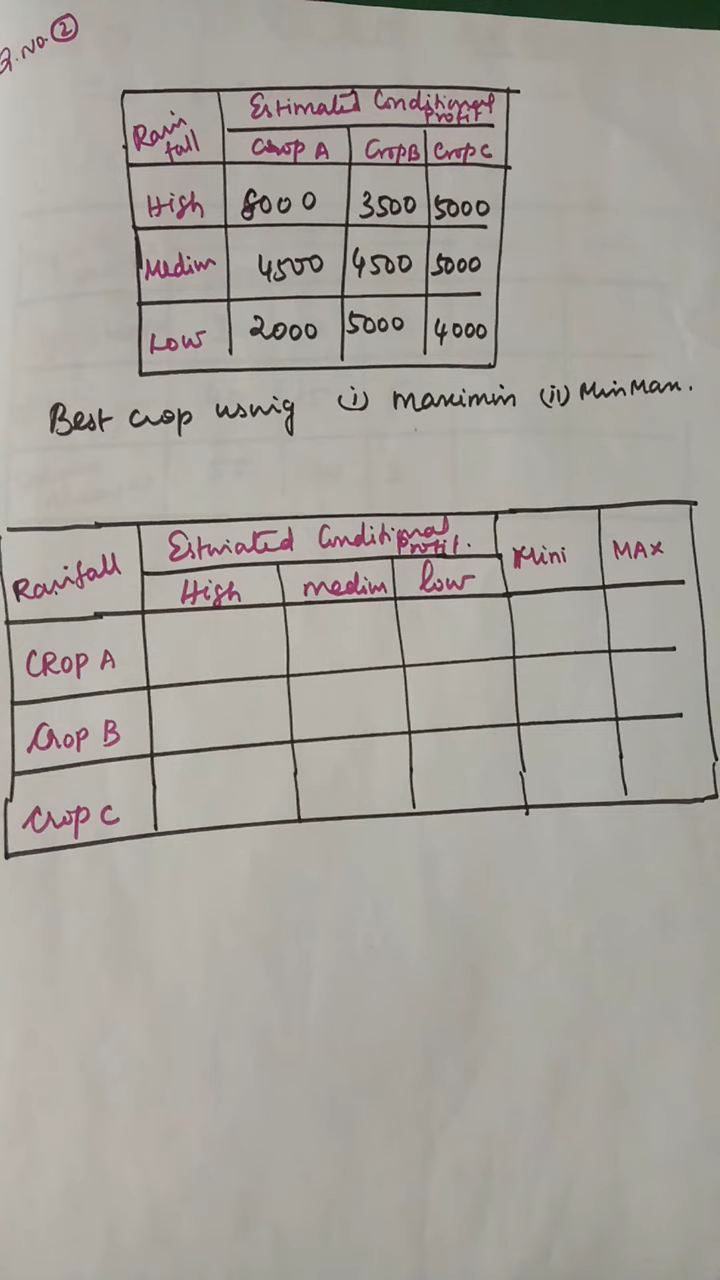 Q.No. 2
Rain fall Estimated Conditional Profit
Crop A Crop B Crop C
High 8000 3500 5000
Medim 4500 4500 5000
Low 2000 5000 4000
Best crop using (i) maximin (ii) MinMax.
Rainfall Estimated Conditional Profit. Mini MAX
High medim low
CROP A
Crop B
Crop C